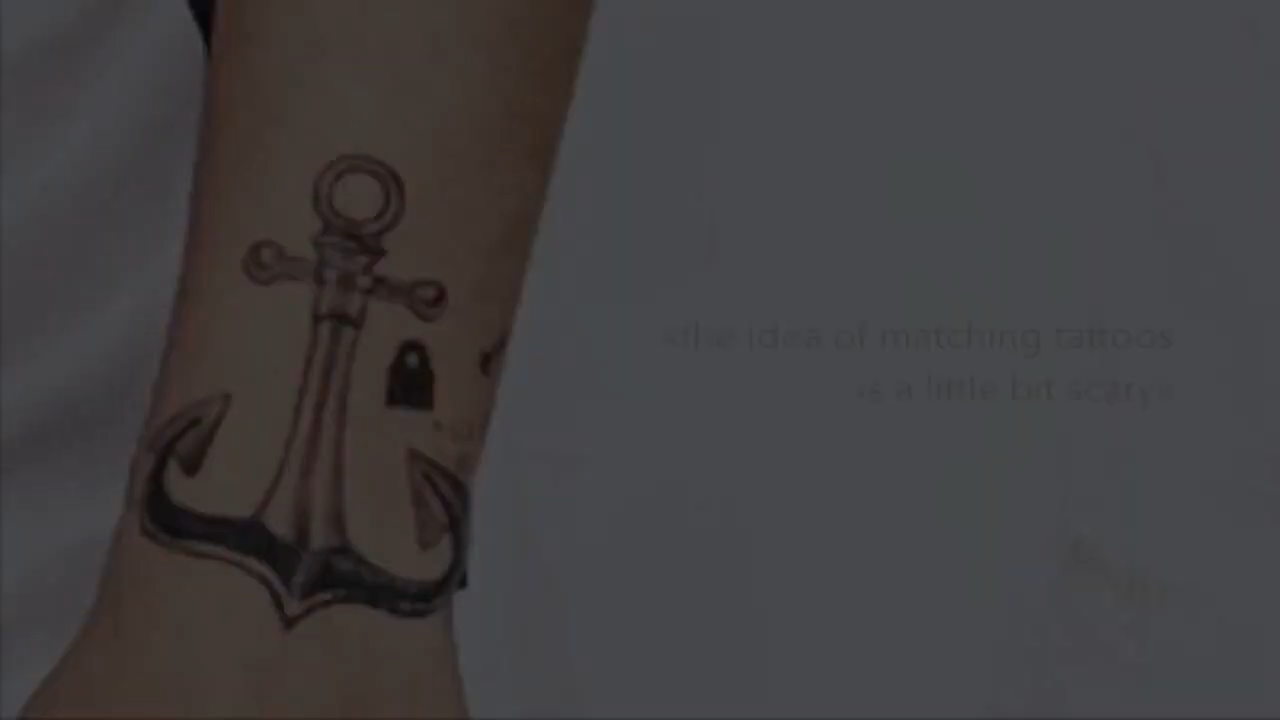 «the idea of matching tattoos
is a little bit scary»